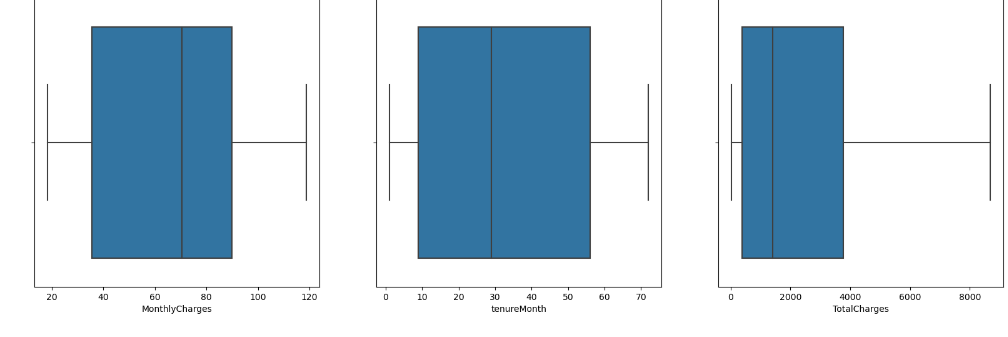 20 40 60 80 100 120
MonthlyCharges
0 10 20 30 40 50 60 70
tenureMonth
0 2000 4000 6000 8000
TotalCharges